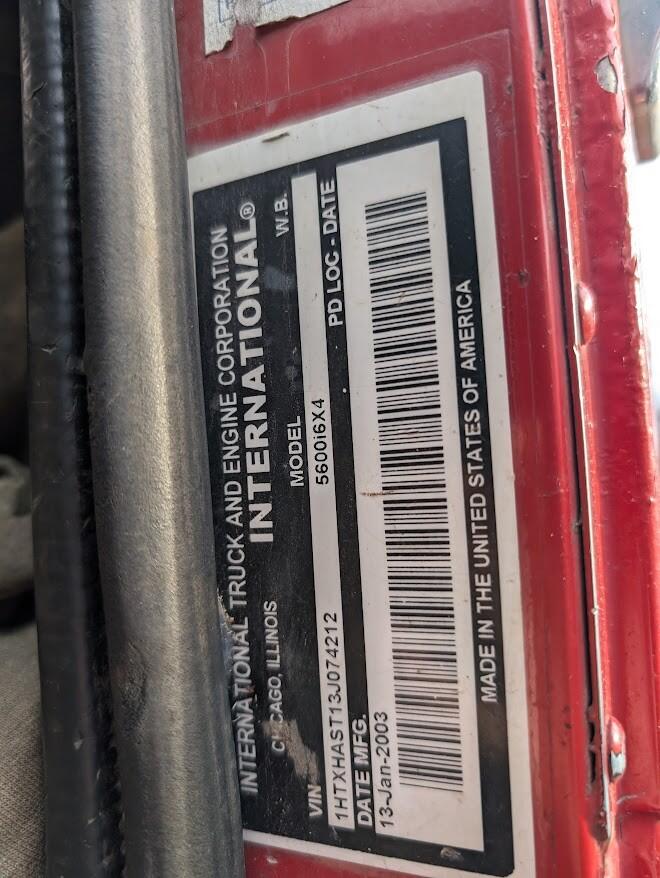 INTERNATIONAL TRUCK AND ENGINE CORPORATION
INTERNATIONAL®
CHICAGO, ILLINOIS
VIN MODEL W.B.
1HTXHAST13J074212 5600i6X4
DATE MFG. PD LOC - DATE
13-Jan-2003
MADE IN THE UNITED STATES OF AMERICA